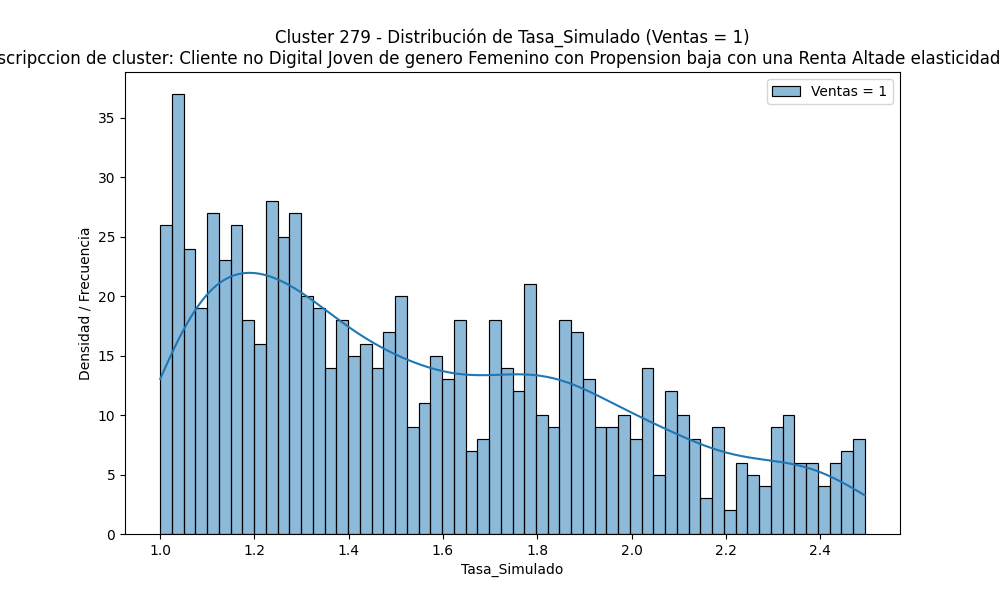 Cluster 279 - Distribución de Tasa_Simulado (Ventas = 1)
scripccion de cluster: Cliente no Digital Joven de genero Femenino con Propension baja con una Renta Altade elasticidad
Ventas = 1
Densidad / Frecuencia
35
30
25
20
15
10
5
0
1.0 1.2 1.4 1.6 1.8 2.0 2.2 2.4
Tasa_Simulado